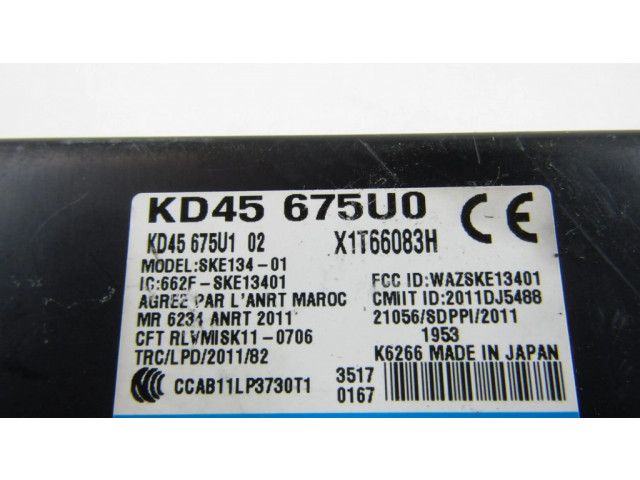 KD45 675U0 CE
KD45 675U1 02 X1T66083H
MODEL:SKE134-01
IC:662F-SKE13401 FCC ID:WAZSKE13401
AGREE PAR L'ANRT MAROC CMIIT ID:2011DJ5488
MR 6234 ANRT 2011 21056/SDPPI/2011
CFT RLVMISK11-0706 1953
TRC/LPD/2011/82 K6266 MADE IN JAPAN
CCAB11LP3730T1 3517
0167